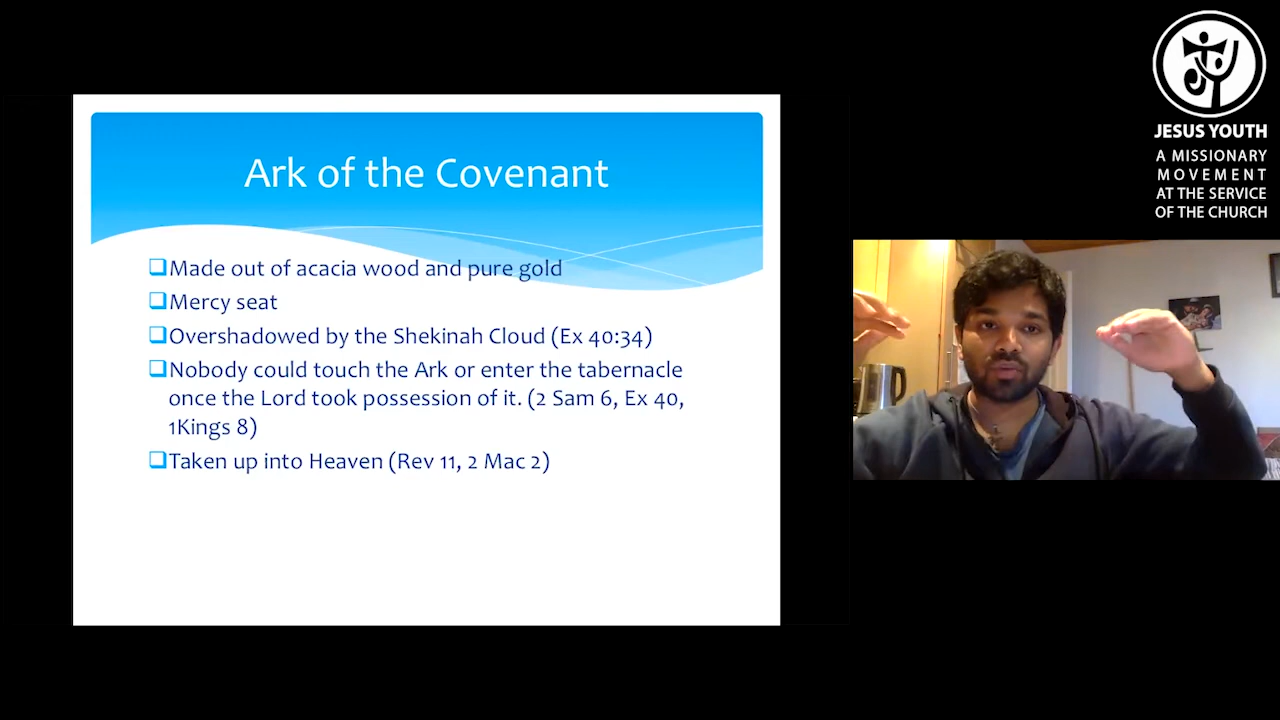 Ark of the Covenant
Made out of acacia wood and pure gold
Mercy seat
Overshadowed by the Shekinah Cloud (Ex 40:34)
Nobody could touch the Ark or enter the tabernacle
once the Lord took possession of it. (2 Sam 6, Ex 40,
1Kings 8)
Taken up into Heaven (Rev 11, 2 Mac 2)
JESUS YOUTH
A MISSIONARY
MOVEMENT
AT THE SERVICE
OF THE CHURCH